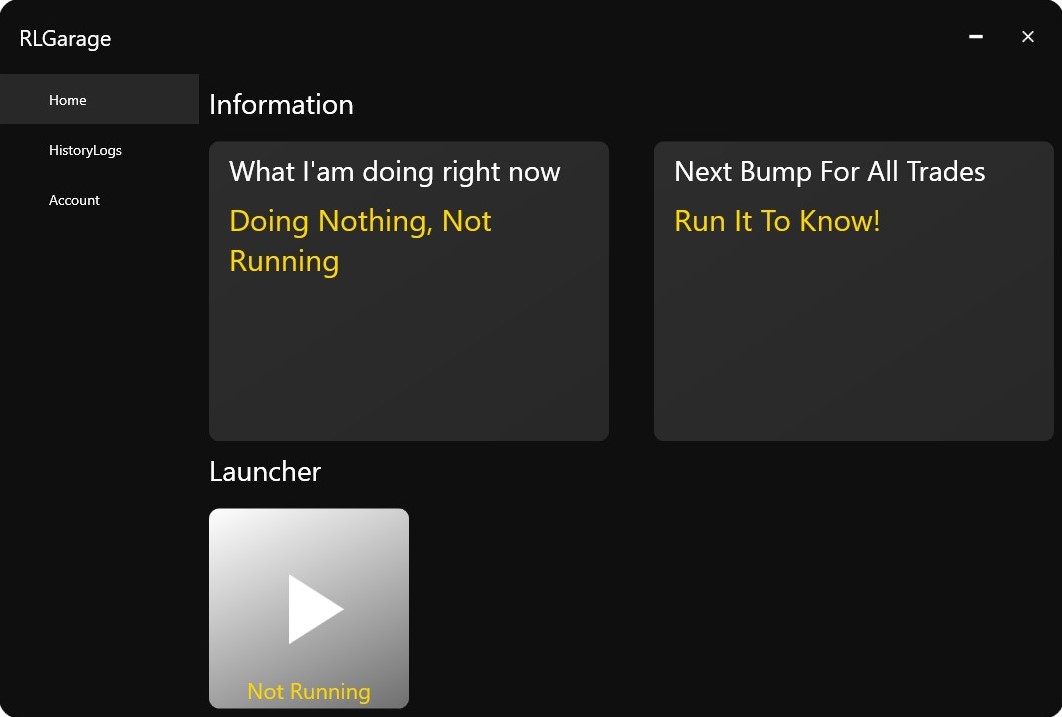 RLGarage
Home
HistoryLogs
Account
Information
What I'am doing right now
Doing Nothing, Not
Running
Next Bump For All Trades
Run It To Know!
Launcher
Not Running